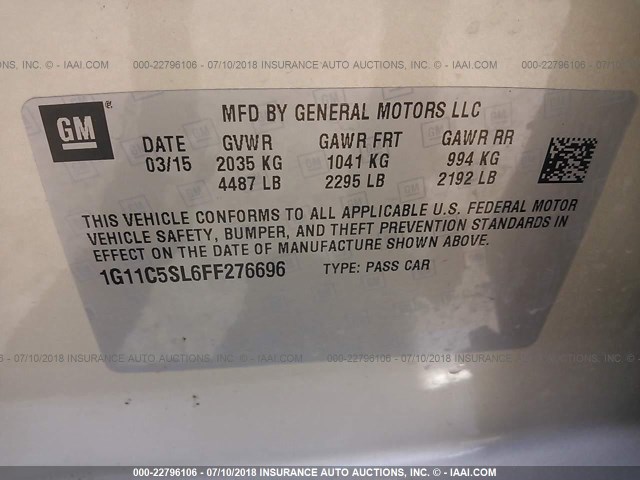 000-22796106 - 07/10/2018 INSURANCE AUTO AUCTIONS, INC. - © IAAI.COM
GM®
MFD BY GENERAL MOTORS LLC
DATE GVWR GAWR FRT GAWR RR
03/15 2035 KG 1041 KG 994 KG
4487 LB 2295 LB 2192 LB
THIS VEHICLE CONFORMS TO ALL APPLICABLE U.S. FEDERAL MOTOR
VEHICLE SAFETY, BUMPER, AND THEFT PREVENTION STANDARDS IN
EFFECT ON THE DATE OF MANUFACTURE SHOWN ABOVE.
1G11C5SL6FF276696 TYPE: PASS CAR
000-22796106 - 07/10/2018 INSURANCE AUTO AUCTIONS, INC. - © IAAI.COM
000-22796106 - 07/10/2018 INSURANCE AUTO AUCTIONS, INC. - © IAAI.COM